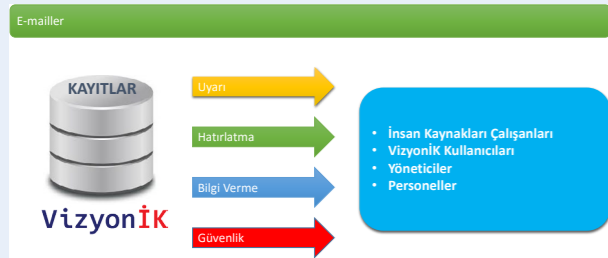 E-mailler
KAYITLAR
VizyonİK
Uyarı
Hatırlatma
Bilgi Verme
Güvenlik
• İnsan Kaynakları Çalışanları
• VizyonİK Kullanıcıları
• Yöneticiler
• Personeller